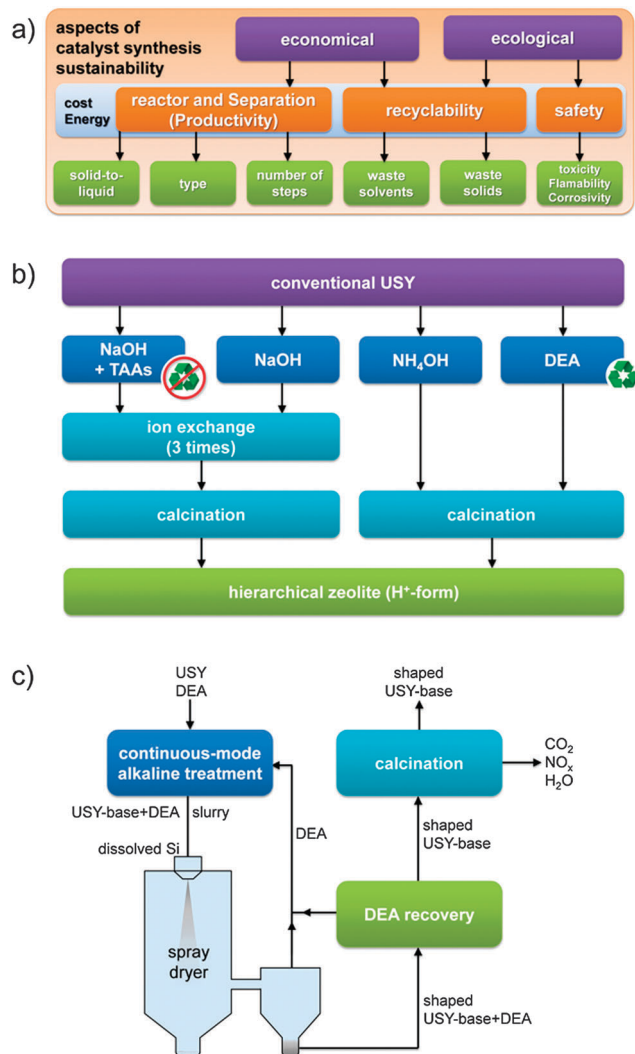 a)
aspects of
catalyst synthesis
sustainability
economical
ecological
cost
Energy
reactor and Separation
(Productivity)
recyclability
safety
solid-to-
liquid
type
number of
steps
waste
solvents
waste
solids
toxicity
Flamability
Corrosivity
b)
conventional USY
NaOH
+ TAAs
NaOH
NH₄OH
DEA
ion exchange
(3 times)
calcination
calcination
hierarchical zeolite (H⁺-form)
c)
USY
DEA
continuous-mode
alkaline treatment
USY-base+DEA
slurry
dissolved Si
spray
dryer
DEA
shaped
USY-base
calcination
CO₂
NOₓ
H₂O
shaped
USY-base
DEA recovery
shaped
USY-base+DEA